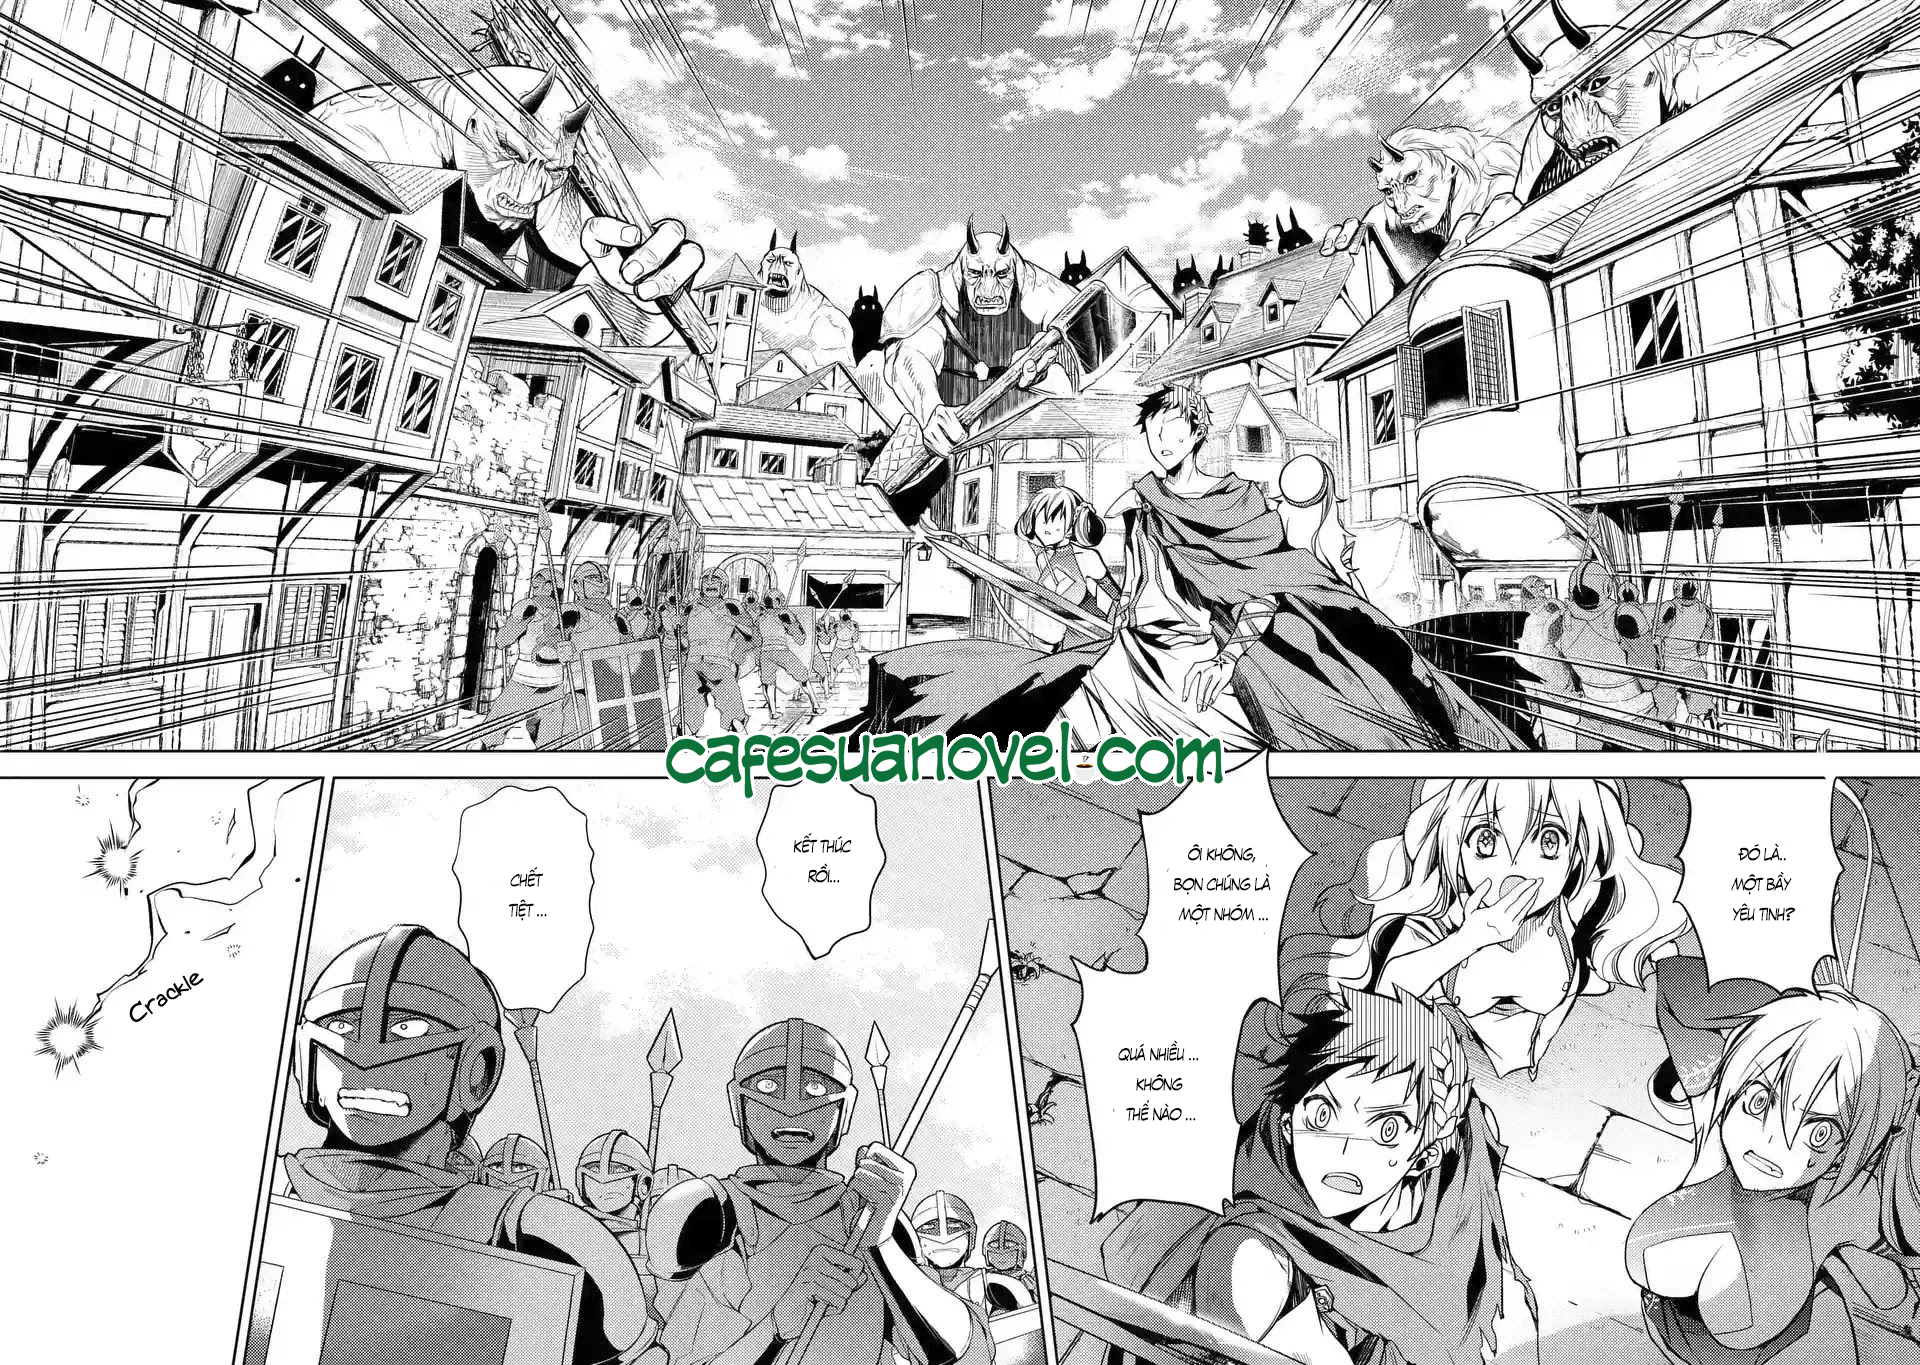 cafesuanovel.com
ĐÓ LÀ..
MỘT BẦY
YÊU TINH?
ÔI KHÔNG,
BỌN CHÚNG LÀ
MỘT NHÓM ...
QUÁ NHIỀU ...
KHÔNG
THỂ NÀO ...
KẾT THÚC
RỒI...
CHẾT
TIỆT ...
Crackle